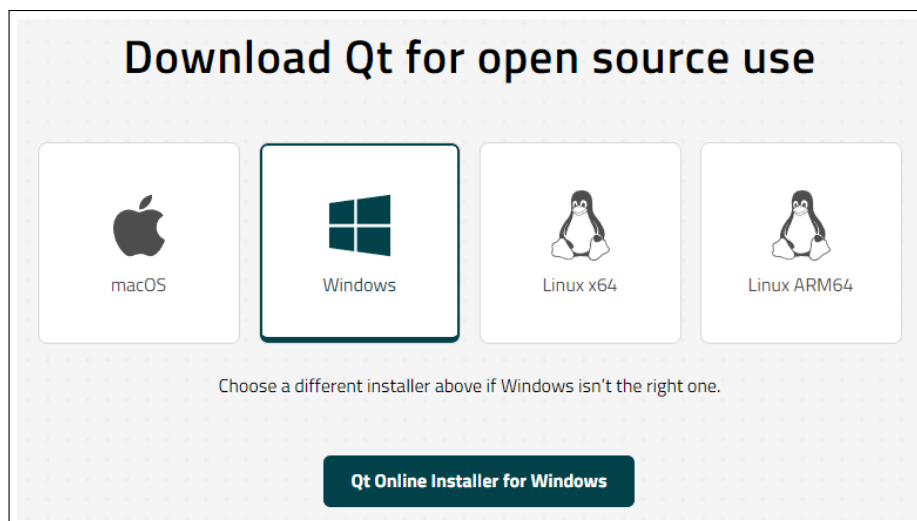 Download Qt for open source use
macOS
Windows
Linux x64
Linux ARM64
Choose a different installer above if Windows isn't the right one.
Qt Online Installer for Windows